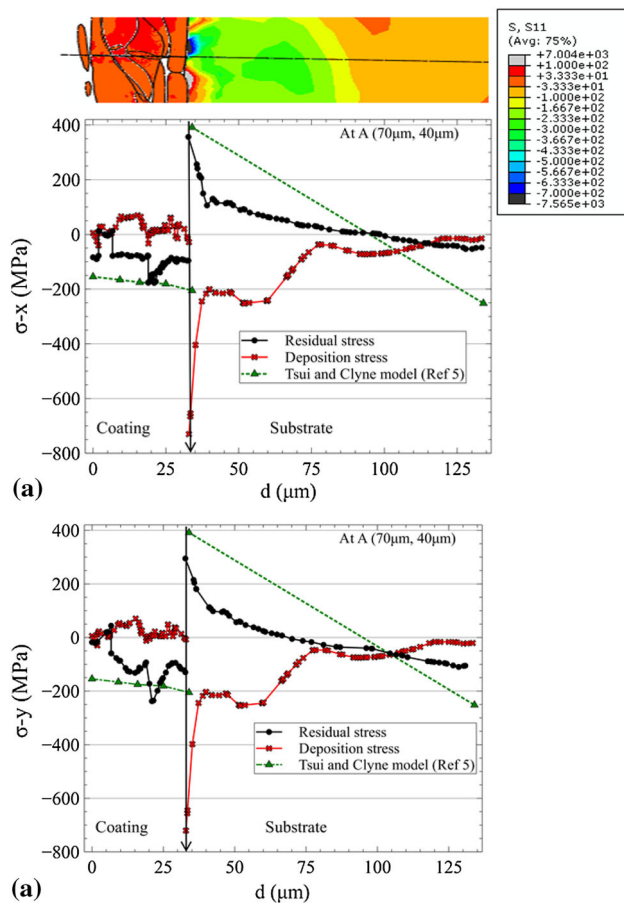 S, S11
(Avg: 75%)
+7.004e+03
+1.000e+02
+3.333e+01
-3.333e+01
-1.000e+02
-1.667e+02
-2.333e+02
-3.000e+02
-3.667e+02
-4.333e+02
-5.000e+02
-5.667e+02
-6.333e+02
-7.000e+02
-7.565e+03
At A (70μm, 40μm)
400
200
0
−200
−400
−600
−800
σ-x (MPa)
Residual stress
Deposition stress
Tsui and Clyne model (Ref 5)
Coating
Substrate
0 25 50 75 100 125
d (μm)
(a)
At A (70μm, 40μm)
400
200
0
−200
−400
−600
−800
σ-y (MPa)
Residual stress
Deposition stress
Tsui and Clyne model (Ref 5)
Coating
Substrate
0 25 50 75 100 125
d (μm)
(a)